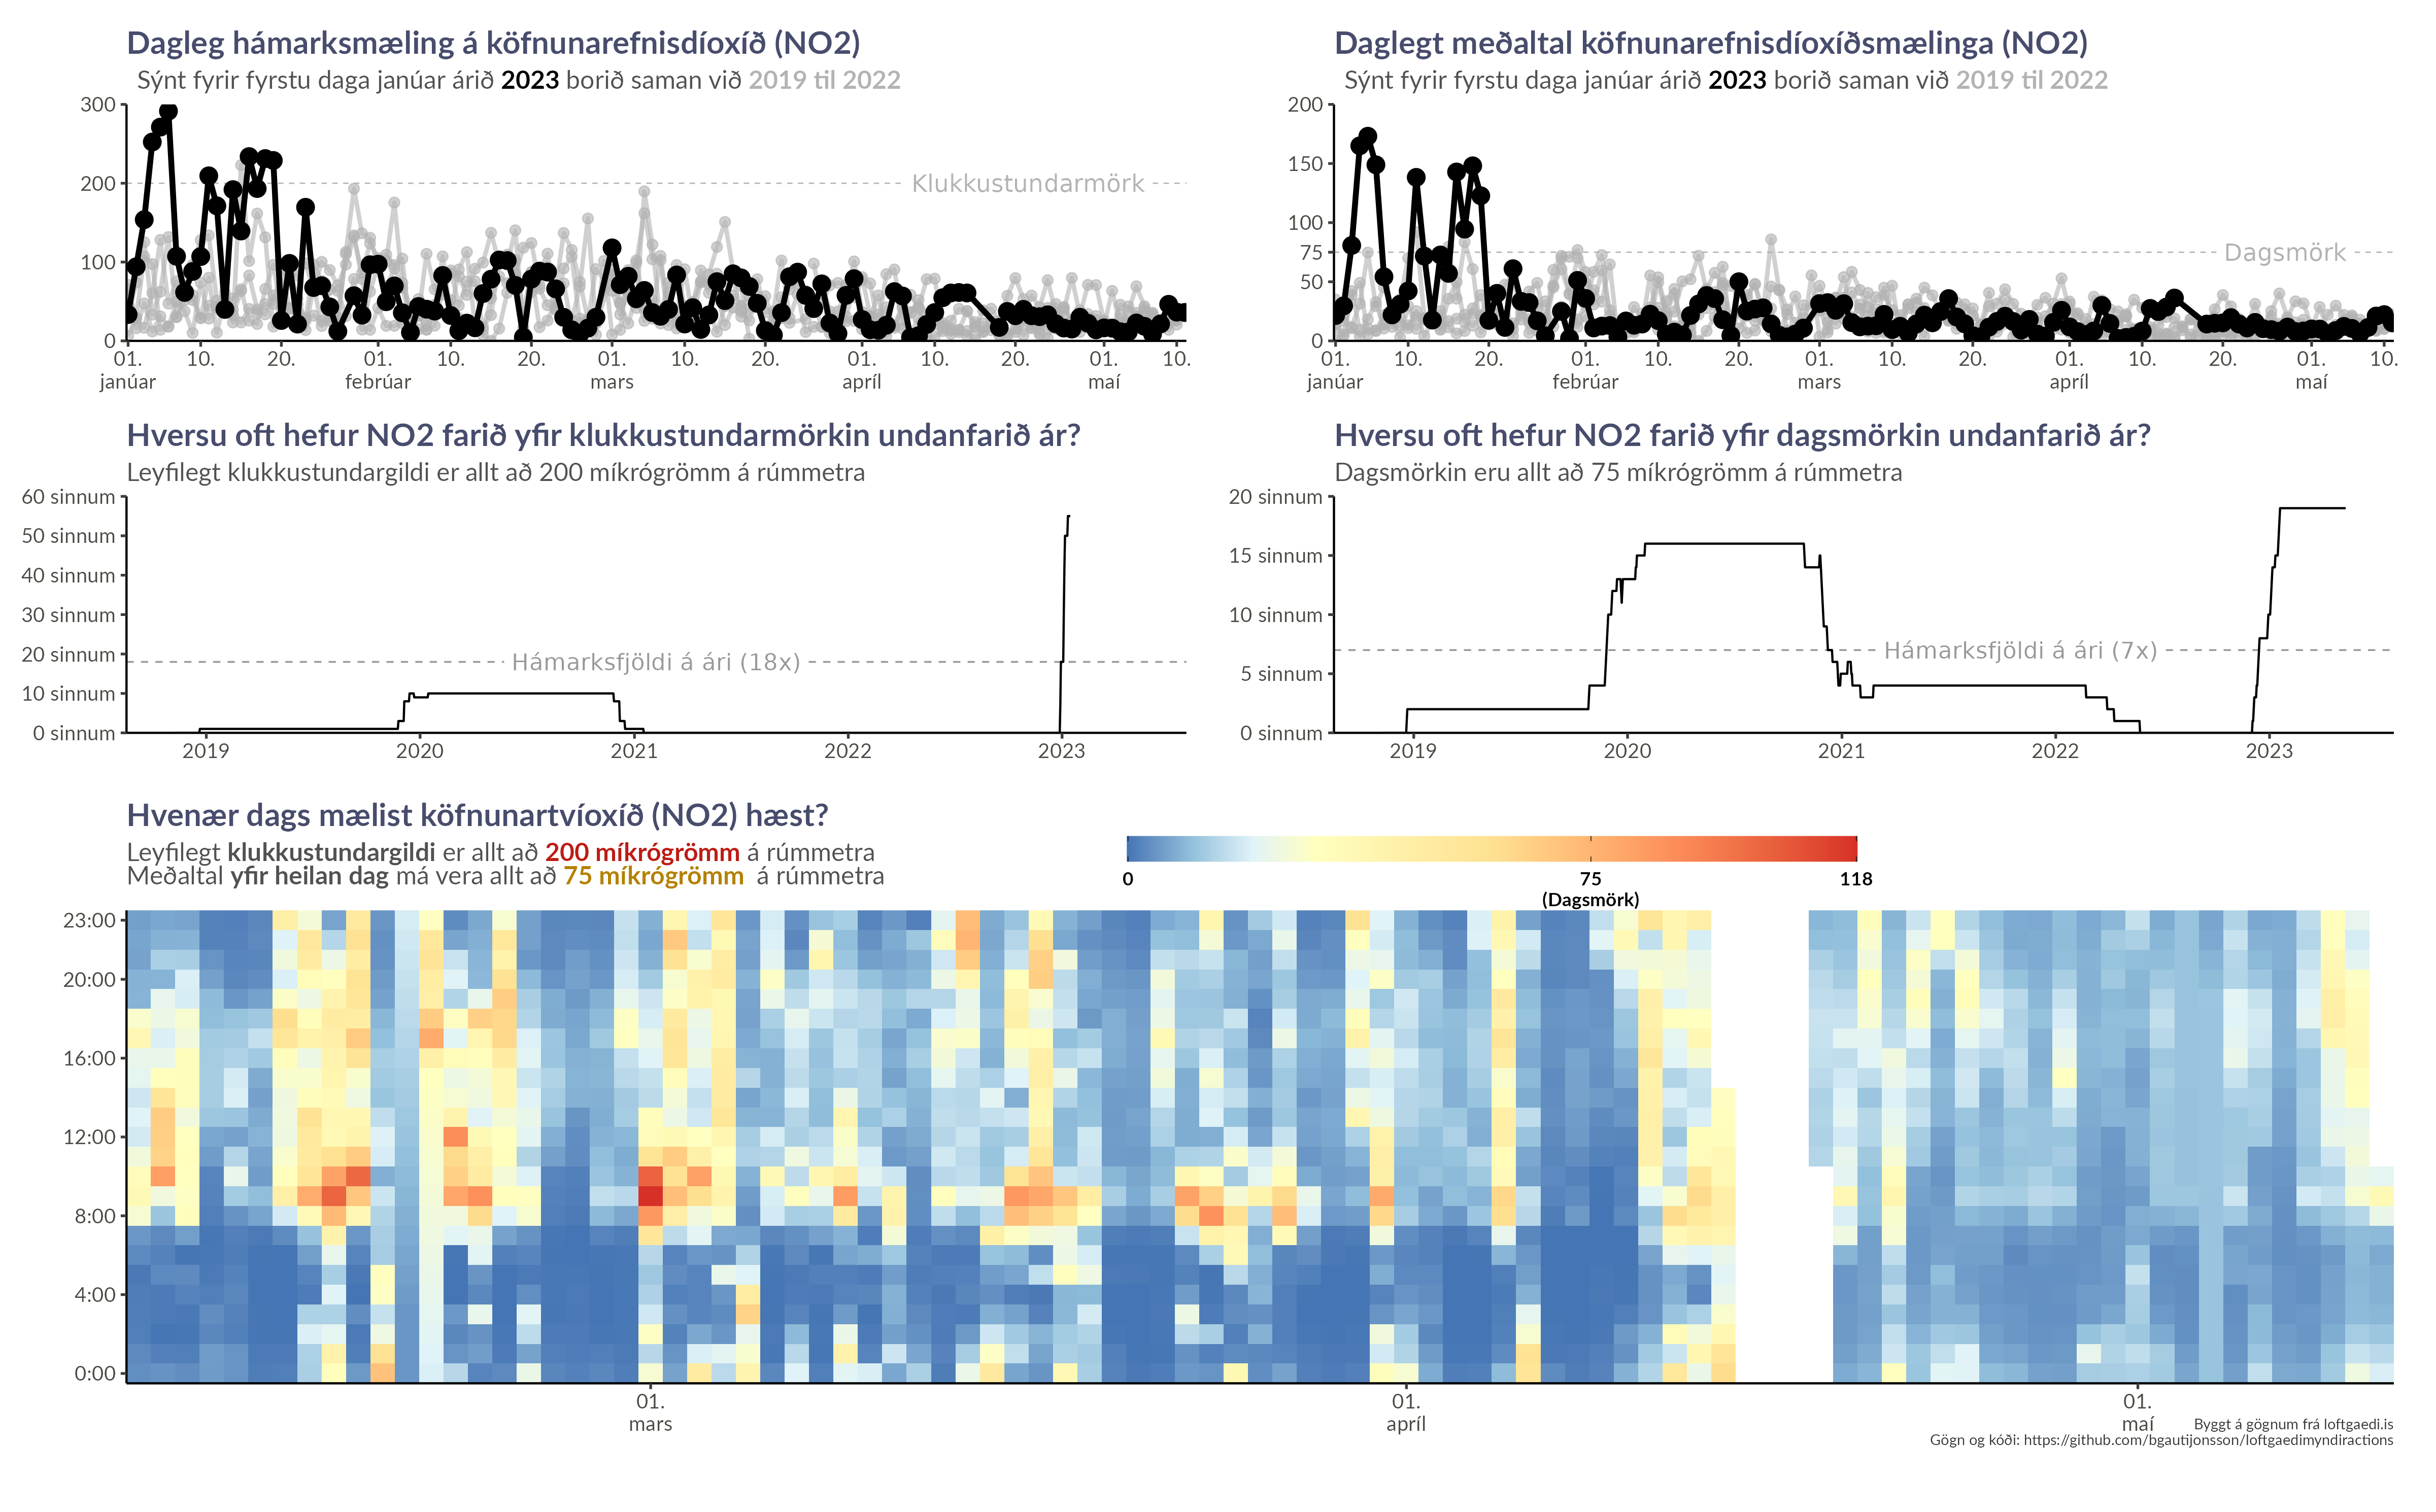 Dagleg hámarksmæling á köfnunarefnisdíoxíð (NO2)
Sýnt fyrir fyrstu daga janúar árið 2023 borið saman við 2019 til 2022
300
200
100
0
Klukkustundarmörk
01. 10. 20. 01. 10. 20. 01. 10. 20. 01. 10. 20. 01. 10.
janúar febrúar mars apríl maí
Daglegt meðaltal köfnunarefnisdíoxíðsmælinga (NO2)
Sýnt fyrir fyrstu daga janúar árið 2023 borið saman við 2019 til 2022
200
150
100
75
50
0
Dagsmörk
01. 10. 20. 01. 10. 20. 01. 10. 20. 01. 10. 20. 01. 10.
janúar febrúar mars apríl maí
Hversu oft hefur NO2 farið yfir klukkustundarmörkin undanfarið ár?
Leyfilegt klukkustundargildi er allt að 200 míkrógrömm á rúmmetra
60 sinnum
50 sinnum
40 sinnum
30 sinnum
20 sinnum
10 sinnum
0 sinnum
Hámarksfjöldi á ári (18x)
2019 2020 2021 2022 2023
Hversu oft hefur NO2 farið yfir dagsmörkin undanfarið ár?
Dagsmörkin eru allt að 75 míkrógrömm á rúmmetra
20 sinnum
15 sinnum
10 sinnum
5 sinnum
0 sinnum
Hámarksfjöldi á ári (7x)
2019 2020 2021 2022 2023
Hvenær dags mælist köfnunartvíoxíð (NO2) hæst?
Leyfilegt klukkustundargildi er allt að 200 míkrógrömm á rúmmetra
Meðaltal yfir heilan dag má vera allt að 75 míkrógrömm á rúmmetra
0 75 118
(Dagsmörk)
23:00
20:00
16:00
12:00
8:00
4:00
0:00
01. 01. 01.
mars apríl maí
Byggt á gögnum frá loftgaedi.is
Gögn og kóði: https://github.com/bgautijonsson/loftgaedimyndiractions